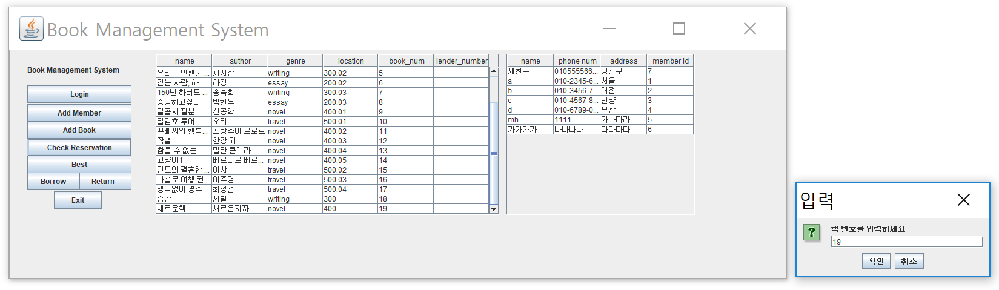 Book Management System
Book Management System
Login
Add Member
Add Book
Check Reservation
Best
Borrow Return
Exit
name author genre location book_num lender_number
우리는 언젠가 ... 채사장 writing 300.02 5
걷는 사람, 하... 하정 essay 200.02 6
150년 하버드 ... 송숙희 writing 300.03 7
종강하고싶다 박현우 essay 200.03 8
일곱시 팔분 신공학 novel 400.01 9
일감호 투어 오리 travel 500.01 10
꾸뻬씨의 행복... 프랑수아 르로르 novel 400.02 11
작별 한강 외 novel 400.03 12
참을 수 없는 ... 밀란 쿤데라 novel 400.04 13
고양이1 베르나르 베르... novel 400.05 14
인도와 결혼한 ... 아샤 travel 500.02 15
나홀로 여행 컨... 이주영 travel 500.03 16
생각없이 경주 최정선 travel 500.04 17
종강 제발 writing 300 18
새로운책 새로운저자 novel 400 19
name phone num address member id
새친구 010555566... 광진구 7
a 010-2345-6... 서울 1
b 010-3456-7... 대전 2
c 010-4567-8... 안양 3
d 010-6789-0... 부산 4
mh 1111 가나다라 5
가가가가 나나나나 다다다다 6
입력
책 번호를 입력하세요
19
확인 취소